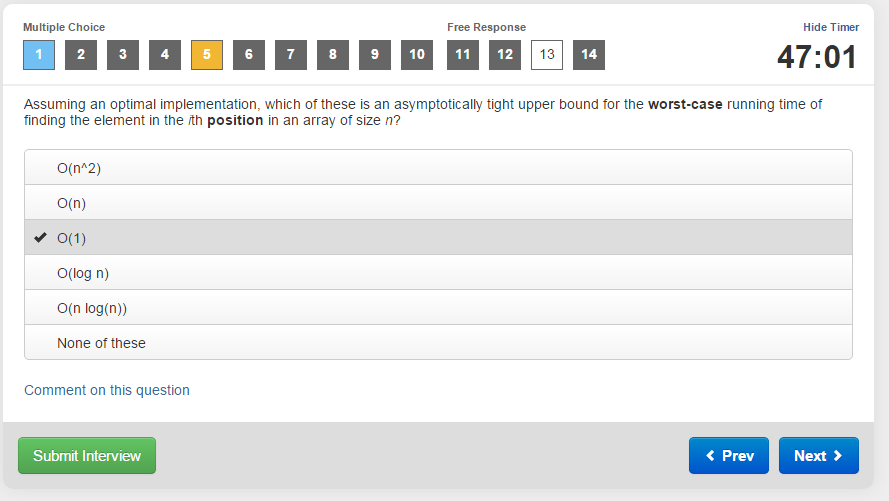 Multiple Choice
Free Response
Hide Timer
1 2 3 4 5 6 7 8 9 10 11 12 13 14
47:01
Assuming an optimal implementation, which of these is an asymptotically tight upper bound for the worst-case running time of
finding the element in the ith position in an array of size n?
O(n^2)
O(n)
O(1)
O(log n)
O(n log(n))
None of these
Comment on this question
Submit Interview
Prev
Next